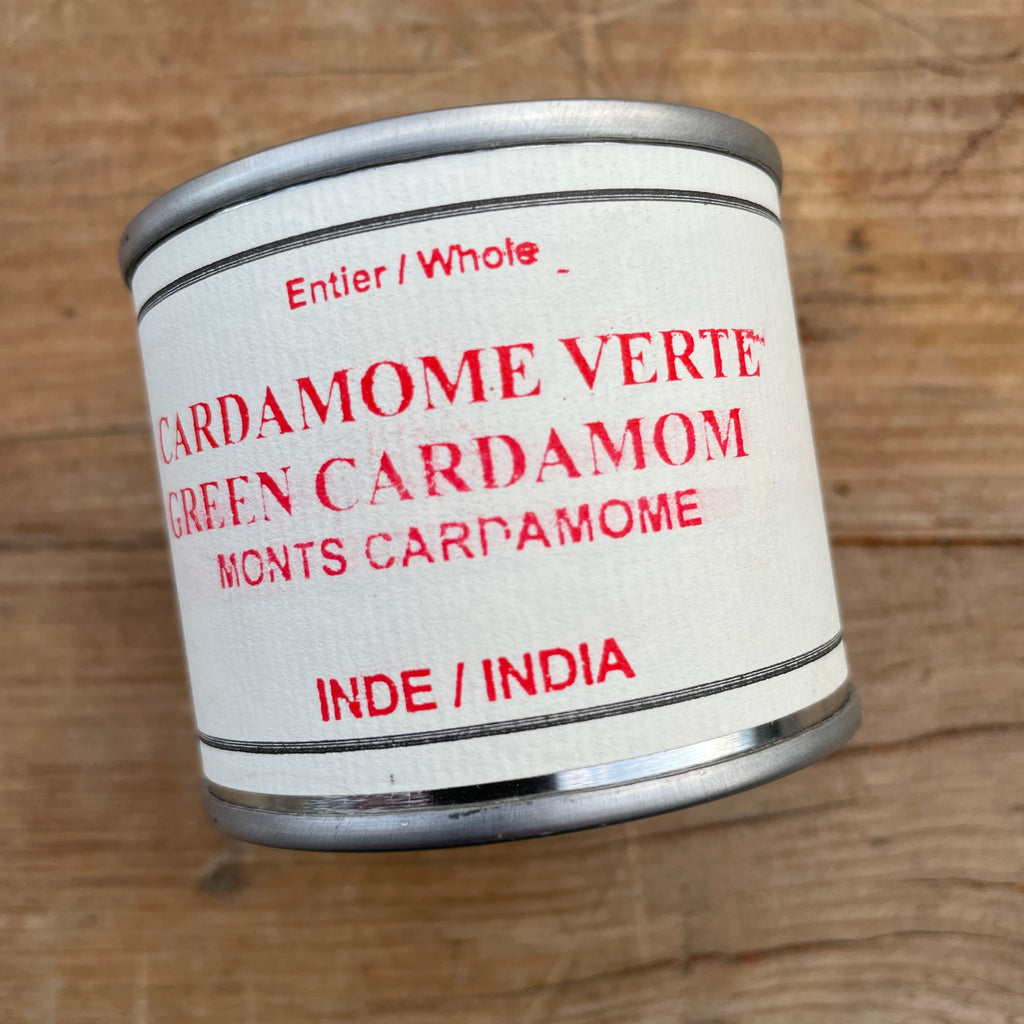 Entier / Whole
CARDAMOME VERTE
GREEN CARDAMOM
MONTS CARDAMOME
INDE / INDIA